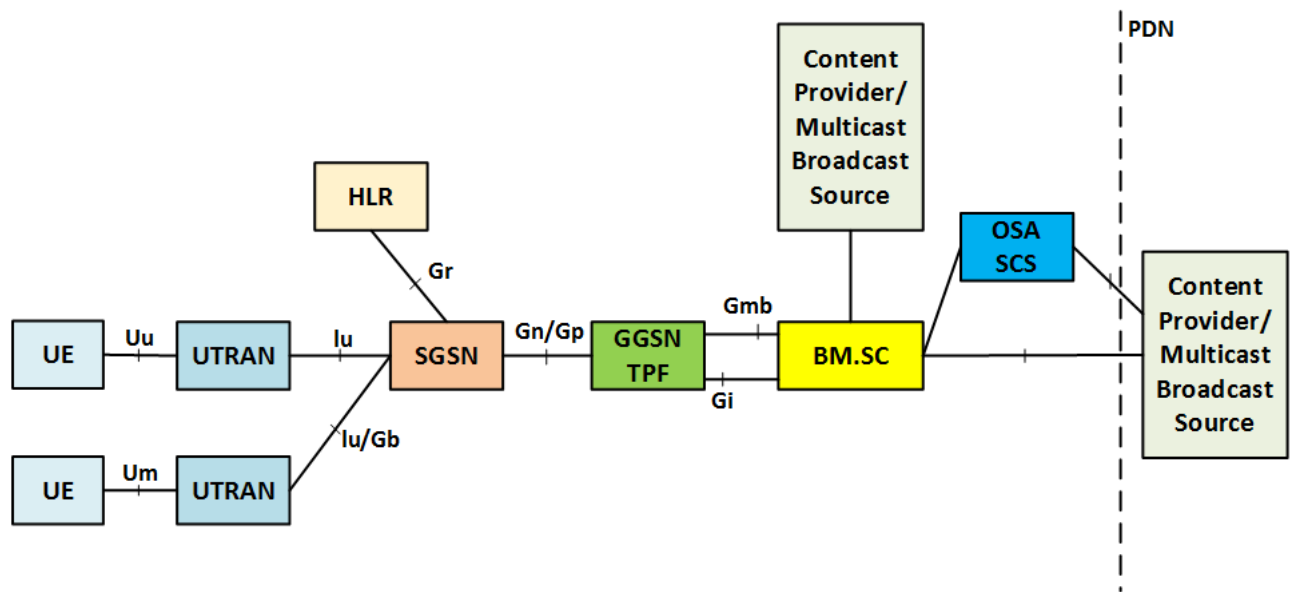 PDN
Content
Provider/
Multicast
Broadcast
Source
HLR
OSA
SCS
Gr
Content
Provider/
Multicast
Broadcast
Source
Gmb
Uu
Iu
Gn/Gp
UE
UTRAN
SGSN
GGSN
TPF
BM.SC
Gi
Iu/Gb
Um
UE
UTRAN